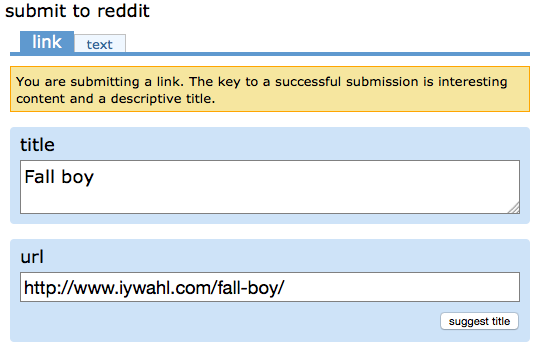 submit to reddit
link text
You are submitting a link. The key to a successful submission is interesting
content and a descriptive title.
title
Fall boy
url
http://www.iywahl.com/fall-boy/
suggest title